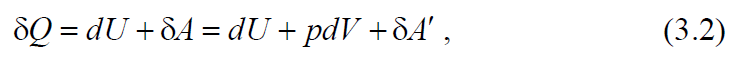 δQ = dU + δA = dU + pdV + δA′ , (3.2)